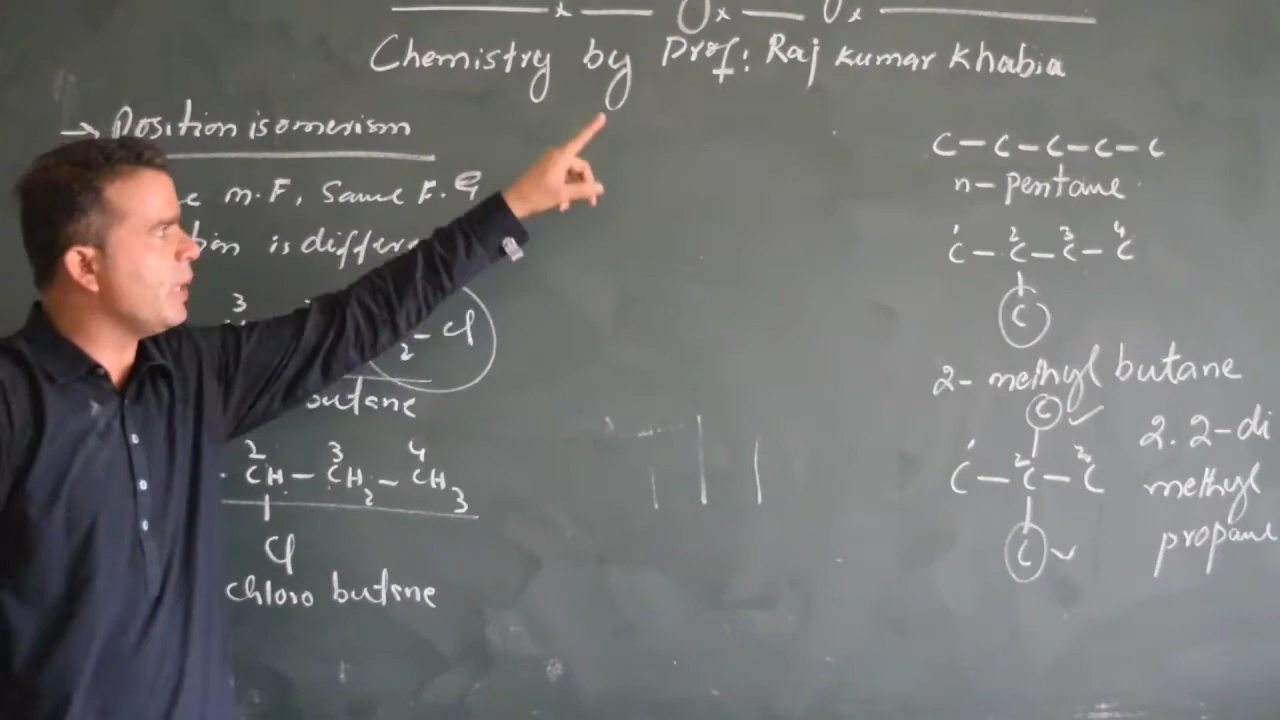 Chemistry by Prof: Raj Kumar Khabia
→ Position isomerism
m.F, Same F.G
is differ
3
2 - Cl
butane
2 3 4
CH - CH2 - CH3
Cl
chloro butane
C - C - C - C - C
n - pentane
1 2 3 4
C - C - C - C
C
2 - methyl butane
C
1 2 3
C - C - C
C
2.2-di
methyl
propane